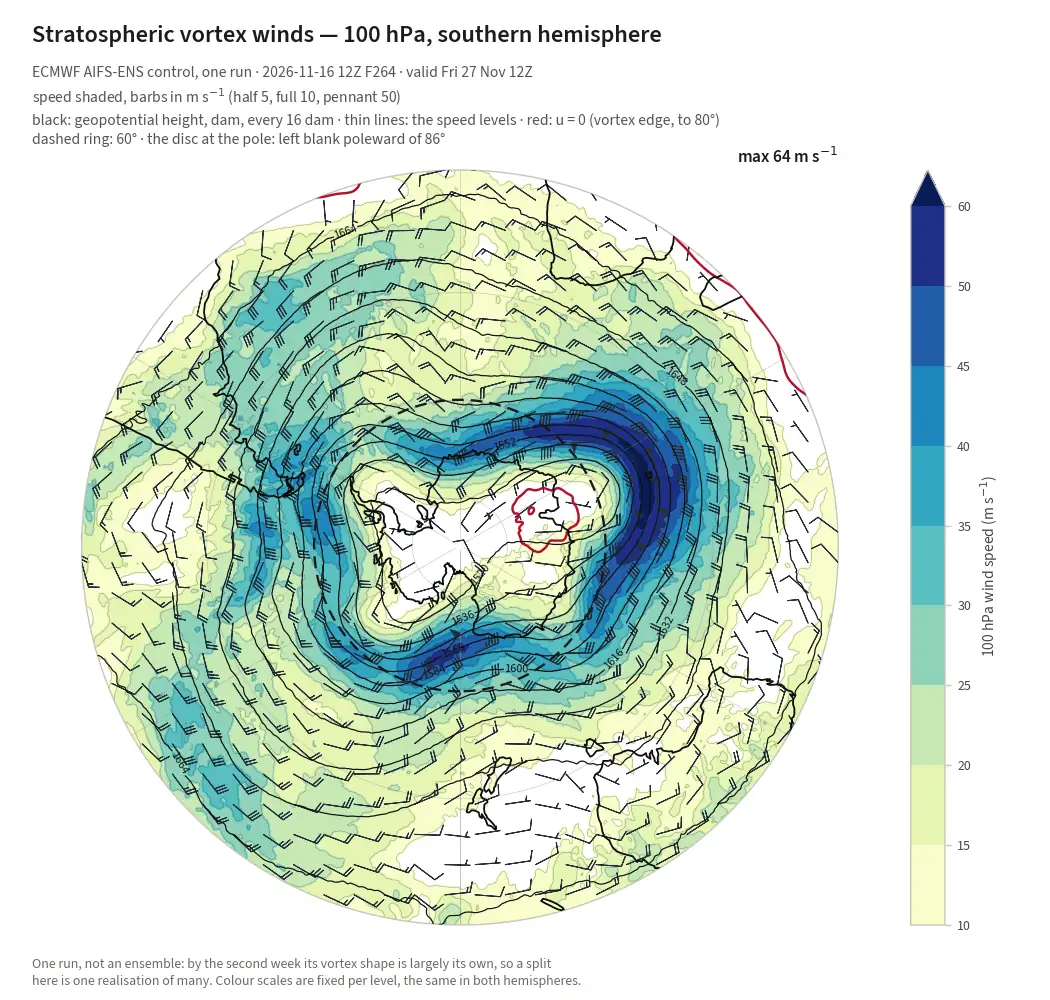 Stratospheric vortex winds — 100 hPa, southern hemisphere
ECMWF AIFS-ENS control, one run · 2026-11-16 12Z F264 · valid Fri 27 Nov 12Z
speed shaded, barbs in m s⁻¹ (half 5, full 10, pennant 50)
black: geopotential height, dam, every 16 dam · thin lines: the speed levels · red: u = 0 (vortex edge, to 80°)
dashed ring: 60° · the disc at the pole: left blank poleward of 86°
max 64 m s⁻¹
60
50
45
40
35
30
25
20
15
10
100 hPa wind speed (m s⁻¹)
1664
1648
1552
1520
1536
1632
1616
1600
1584
1664
One run, not an ensemble: by the second week its vortex shape is largely its own, so a split
here is one realisation of many. Colour scales are fixed per level, the same in both hemispheres.